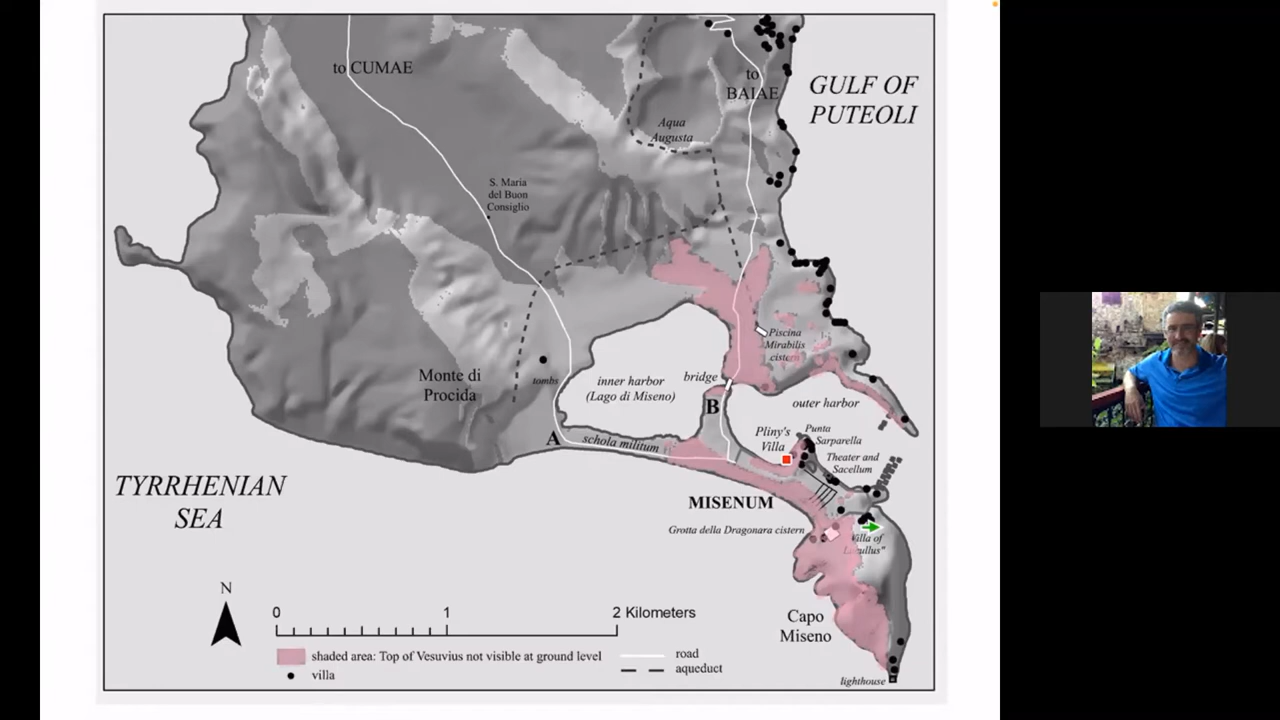 to CUMAE
to
BAIAE
GULF OF
PUTEOLI
Aqua
Augusta
S. Maria
del Buon
Consiglio
Piscina
Mirabilis
cistern
Monte di
Procida
tombs
inner harbor
(Lago di Miseno)
bridge
B
outer harbor
A
schola militum
Pliny's
Villa
Punta
Sarparella
Theater and
Sacellum
TYRRHENIAN
SEA
MISENUM
Grotta della Dragonara cistern
Villa of
Capo
Miseno
N
0 1 2 Kilometers
shaded area: Top of Vesuvius not visible at ground level
road
villa
aqueduct
lighthouse